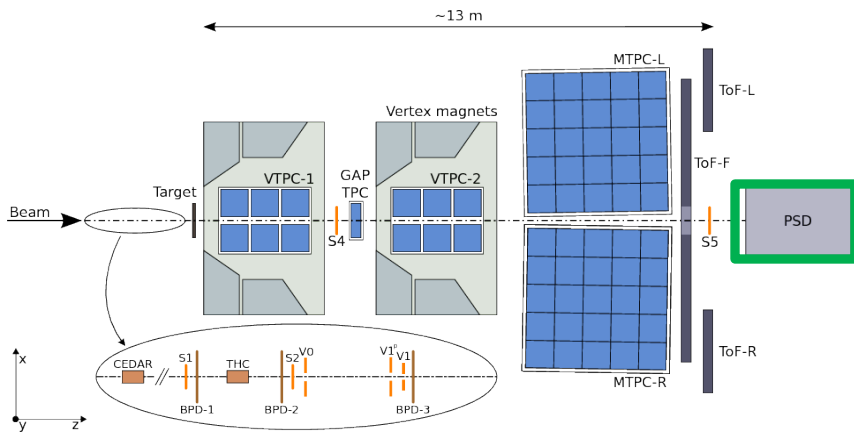 ~13 m
MTPC-L
ToF-L
Vertex magnets
ToF-F
VTPC-1
GAP
TPC
VTPC-2
Target
Beam
S4
S5
PSD
CEDAR
S1
THC
S2
V0
V1ᵖ
V1
BPD-1
BPD-2
BPD-3
MTPC-R
ToF-R
x
y
z